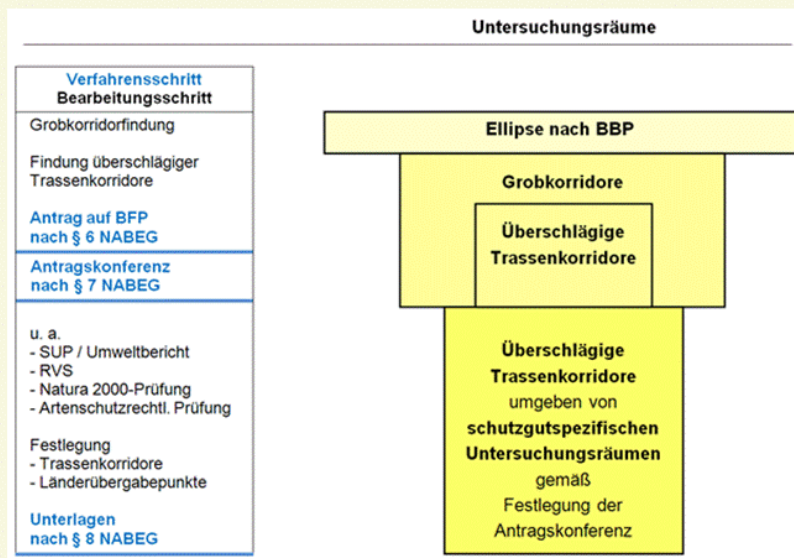 Untersuchungsräume
Verfahrensschritt
Bearbeitungsschritt
Grobkorridorfindung
Findung überschlägiger
Trassenkorridore
Antrag auf BFP
nach § 6 NABEG
Antragskonferenz
nach § 7 NABEG
u. a.
- SUP / Umweltbericht
- RVS
- Natura 2000-Prüfung
- Artenschutzrechtl. Prüfung
Festlegung
- Trassenkorridore
- Länderübergabepunkte
Unterlagen
nach § 8 NABEG
Ellipse nach BBP
Grobkorridore
Überschlägige
Trassenkorridore
Überschlägige
Trassenkorridore
umgeben von
schutzgutspezifischen
Untersuchungsräumen
gemäß
Festlegung der
Antragskonferenz